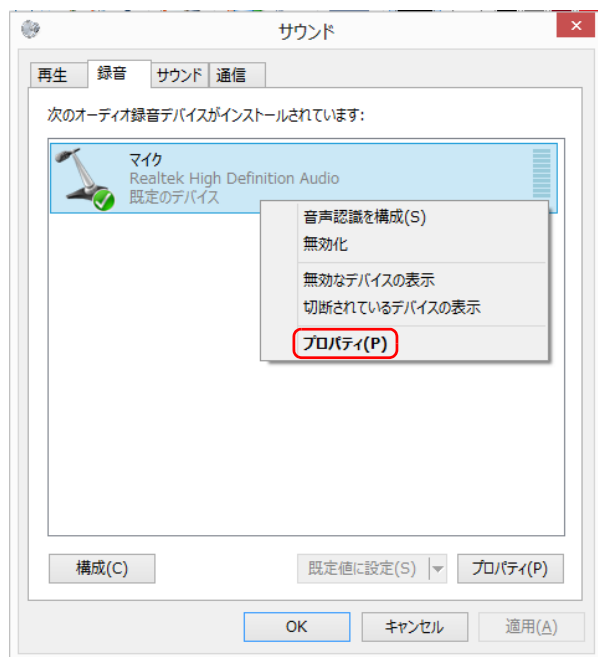 サウンド
再生 録音 サウンド 通信
次のオーディオ録音デバイスがインストールされています:
マイク
Realtek High Definition Audio
既定のデバイス
音声認識を構成(S)
無効化
無効なデバイスの表示
切断されているデバイスの表示
プロパティ(P)
構成(C) 既定値に設定(S) プロパティ(P)
OK キャンセル 適用(A)